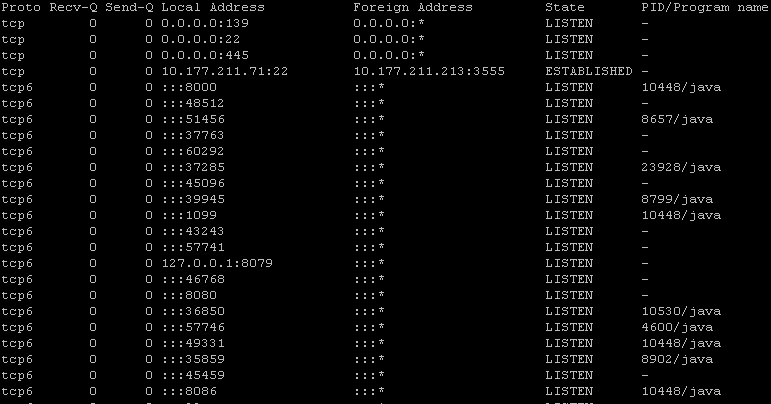 Proto Recv-Q Send-Q Local Address           Foreign Address         State       PID/Program name
tcp        0      0 0.0.0.0:139             0.0.0.0:*               LISTEN      -
tcp        0      0 0.0.0.0:22              0.0.0.0:*               LISTEN      -
tcp        0      0 0.0.0.0:445             0.0.0.0:*               LISTEN      -
tcp        0      0 10.177.211.71:22        10.177.211.213:3555     ESTABLISHED -
tcp6       0      0 :::8000                 :::*                    LISTEN      10448/java
tcp6       0      0 :::48512                :::*                    LISTEN      -
tcp6       0      0 :::51456                :::*                    LISTEN      8657/java
tcp6       0      0 :::37763                :::*                    LISTEN      -
tcp6       0      0 :::60292                :::*                    LISTEN      -
tcp6       0      0 :::37285                :::*                    LISTEN      23928/java
tcp6       0      0 :::45096                :::*                    LISTEN      -
tcp6       0      0 :::39945                :::*                    LISTEN      8799/java
tcp6       0      0 :::1099                 :::*                    LISTEN      10448/java
tcp6       0      0 :::43243                :::*                    LISTEN      -
tcp6       0      0 :::57741                :::*                    LISTEN      -
tcp6       0      0 127.0.0.1:8079          :::*                    LISTEN      -
tcp6       0      0 :::46768                :::*                    LISTEN      -
tcp6       0      0 :::8080                 :::*                    LISTEN      -
tcp6       0      0 :::36850                :::*                    LISTEN      10530/java
tcp6       0      0 :::57746                :::*                    LISTEN      4600/java
tcp6       0      0 :::49331                :::*                    LISTEN      10448/java
tcp6       0      0 :::35859                :::*                    LISTEN      8902/java
tcp6       0      0 :::45459                :::*                    LISTEN      -
tcp6       0      0 :::8086                 :::*                    LISTEN      10448/java